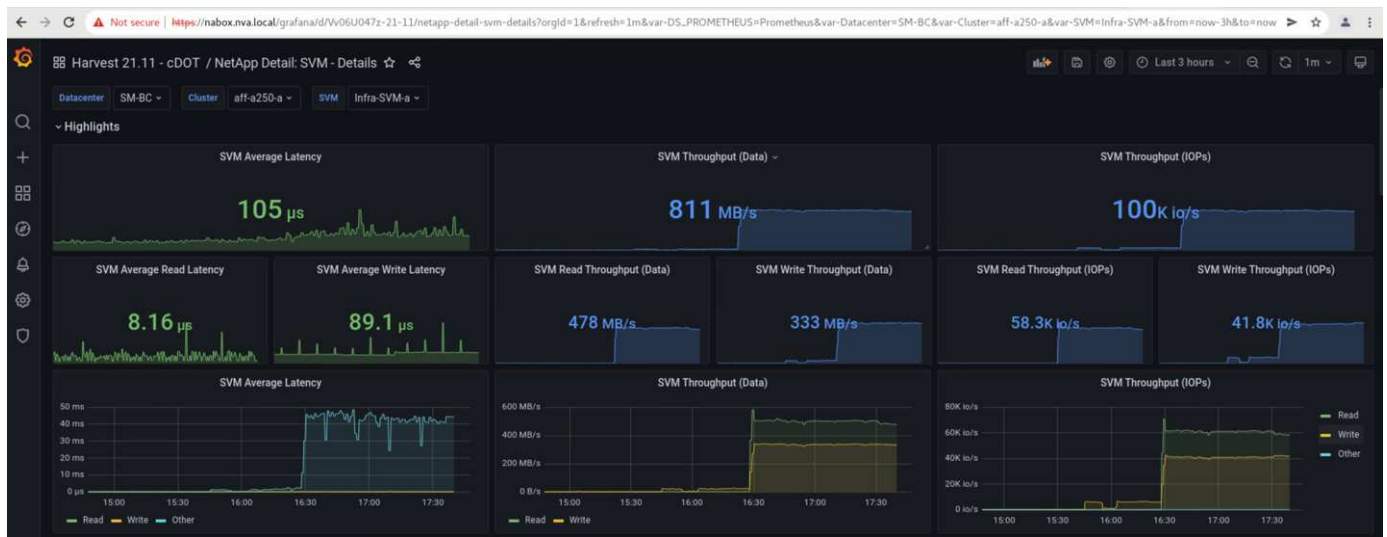 Not secure | https://nabox.nva.local/grafana/d/Vv06U047z-21-11/netapp-detail-svm-details?orgId=1&refresh=1m&var-DS_PROMETHEUS=Prometheus&var-Datacenter=SM-BC&var-Cluster=aff-a250-a&var-SVM=Infra-SVM-a&from=now-3h&to=now
Harvest 21.11 - cDOT / NetApp Detail: SVM - Details
Last 3 hours 1m
Datacenter SM-BC Cluster aff-a250-a SVM Infra-SVM-a
Highlights
SVM Average Latency
105 µs
SVM Throughput (Data)
811 MB/s
SVM Throughput (IOPs)
100K io/s
SVM Average Read Latency
8.16 µs
SVM Average Write Latency
89.1 µs
SVM Read Throughput (Data)
478 MB/s
SVM Write Throughput (Data)
333 MB/s
SVM Read Throughput (IOPs)
58.3K io/s
SVM Write Throughput (IOPs)
41.8K io/s
SVM Average Latency
50 ms
40 ms
30 ms
20 ms
10 ms
0 µs
15:00 15:30 16:00 16:30 17:00 17:30
Read Write Other
SVM Throughput (Data)
600 MB/s
400 MB/s
200 MB/s
0 B/s
15:00 15:30 16:00 16:30 17:00 17:30
Read Write
SVM Throughput (IOPs)
80K io/s
60K io/s
40K io/s
20K io/s
0 io/s
15:00 15:30 16:00 16:30 17:00 17:30
Read
Write
Other